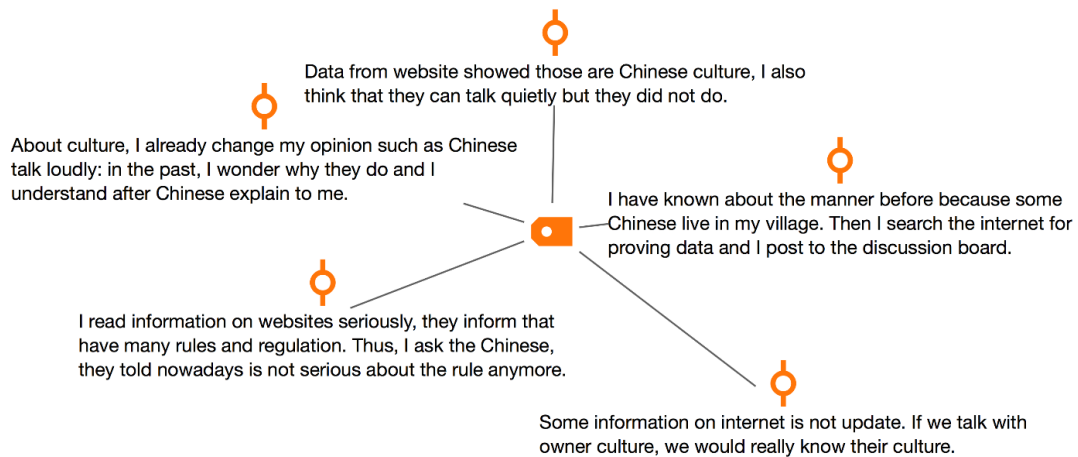 Data from website showed those are Chinese culture, I also
think that they can talk quietly but they did not do.
About culture, I already change my opinion such as Chinese
talk loudly: in the past, I wonder why they do and I
understand after Chinese explain to me.
I have known about the manner before because some
Chinese live in my village. Then I search the internet for
proving data and I post to the discussion board.
I read information on websites seriously, they inform that
have many rules and regulation. Thus, I ask the Chinese,
they told nowadays is not serious about the rule anymore.
Some information on internet is not update. If we talk with
owner culture, we would really know their culture.